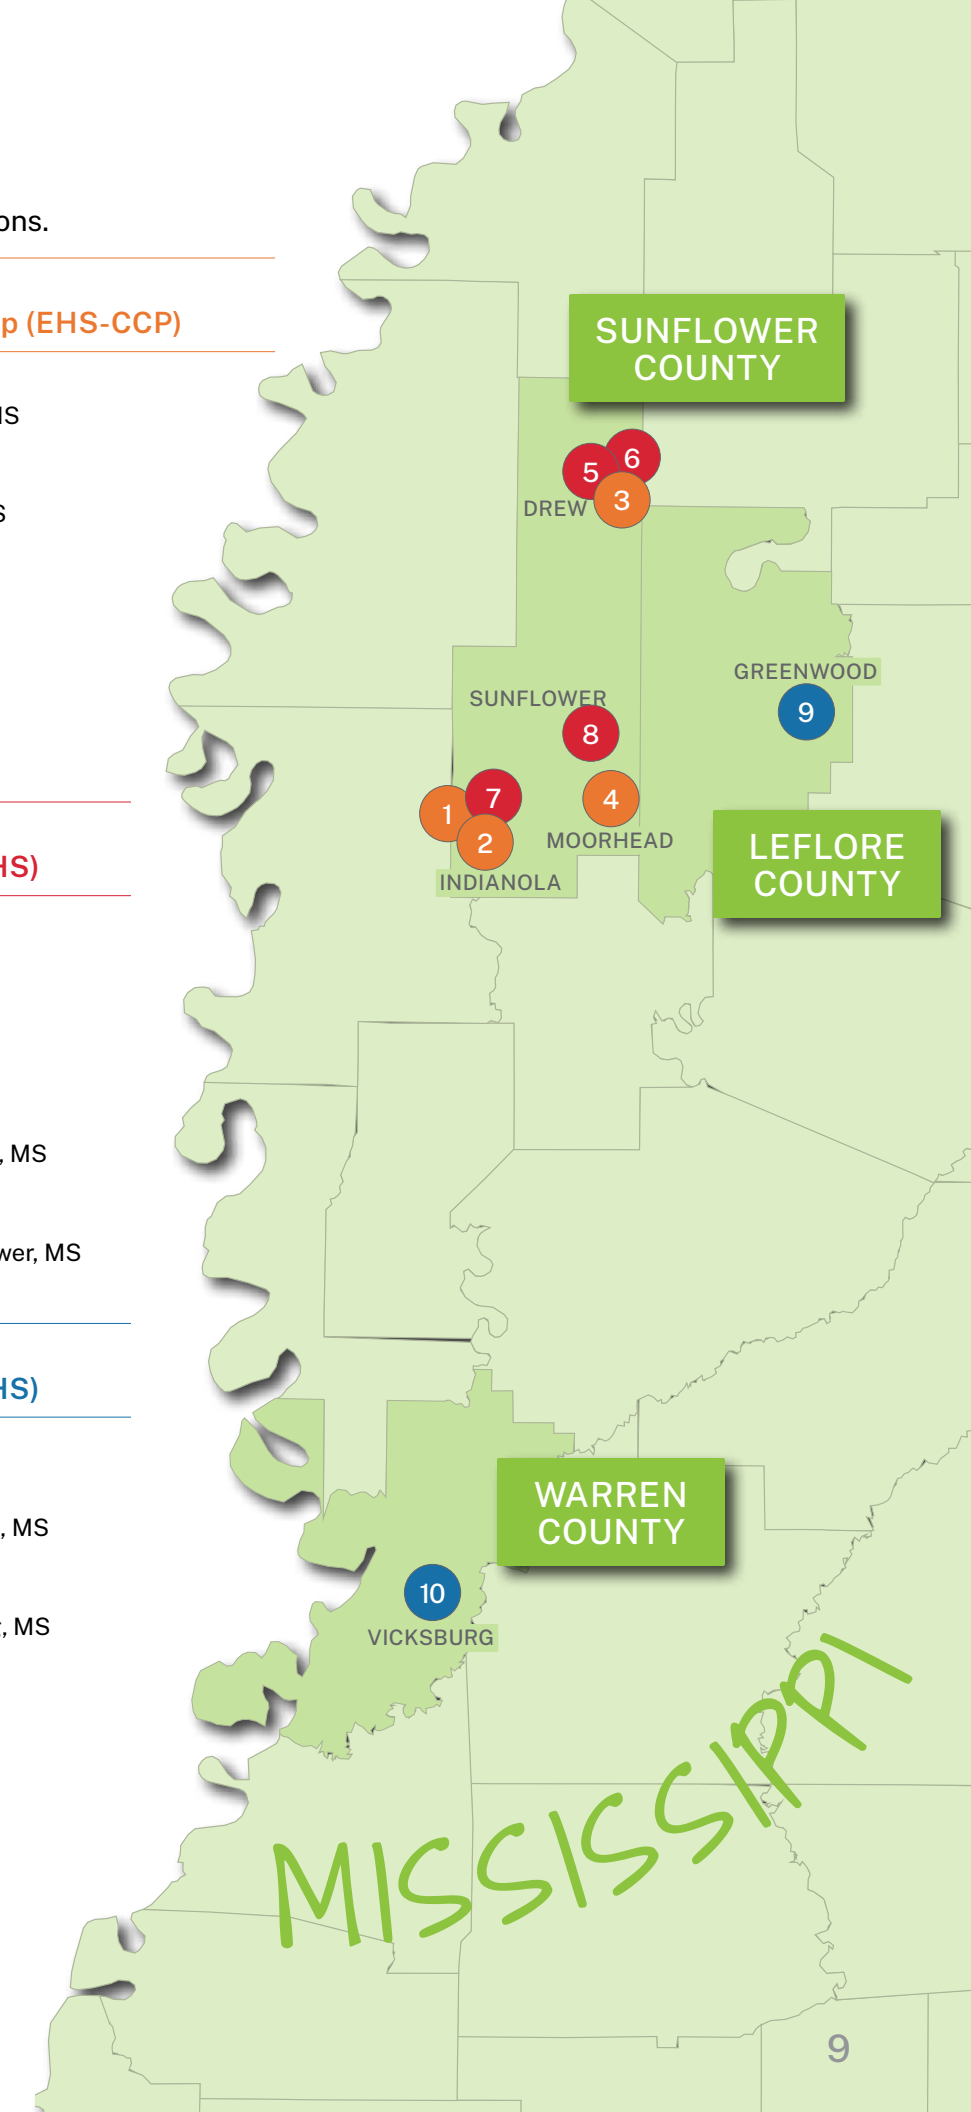 ons.
p (EHS-CCP)
MS
S
HS)
, MS
wer, MS
HS)
, MS
, MS
SUNFLOWER
COUNTY
5
6
3
DREW
GREENWOOD
9
SUNFLOWER
8
1
7
2
4
MOORHEAD
INDIANOLA
LEFLORE
COUNTY
WARREN
COUNTY
10
VICKSBURG
MISSISSIPPI
9